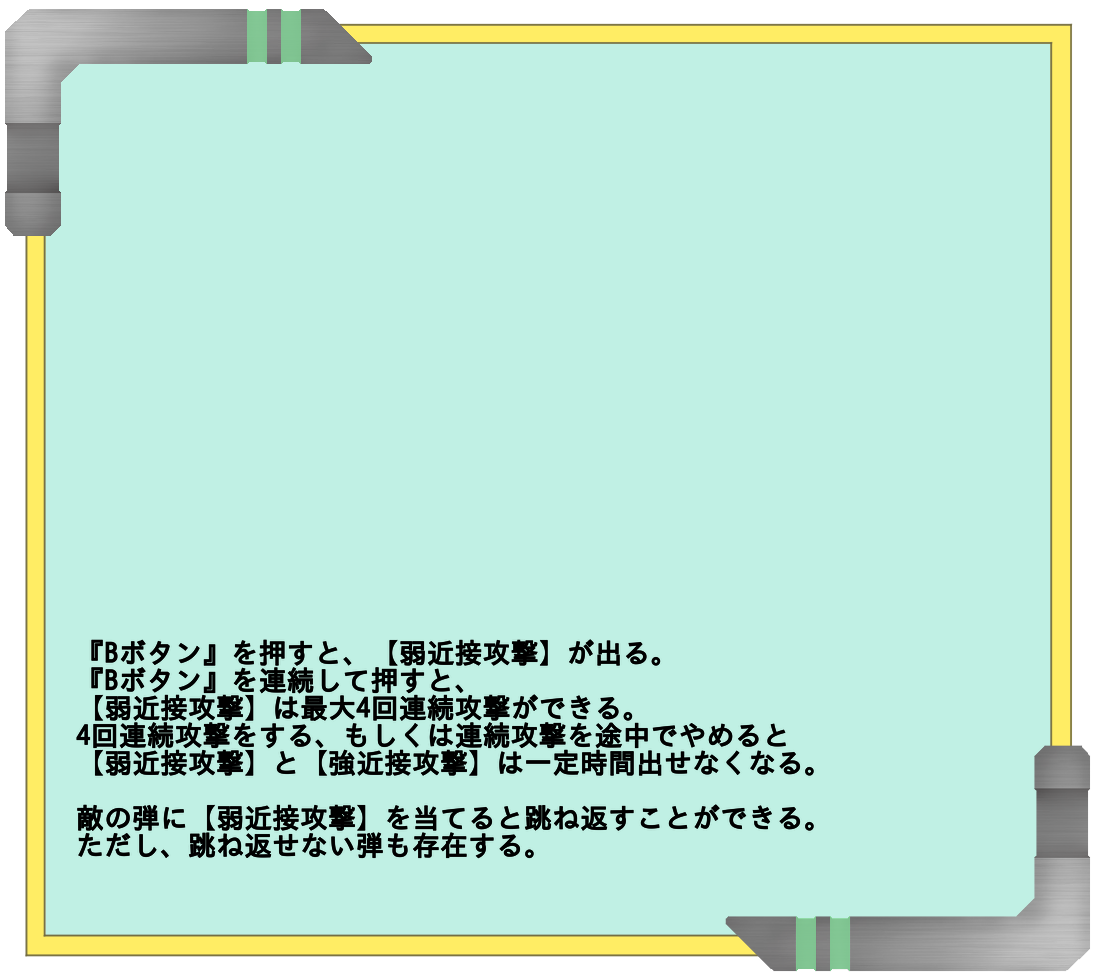 『Bボタン』を押すと、【弱近接攻撃】が出る。
『Bボタン』を連続して押すと、
【弱近接攻撃】は最大4回連続攻撃ができる。
4回連続攻撃をする、もしくは連続攻撃を途中でやめると
【弱近接攻撃】と【強近接攻撃】は一定時間出せなくなる。
敵の弾に【弱近接攻撃】を当てると跳ね返すことができる。
ただし、跳ね返せない弾も存在する。